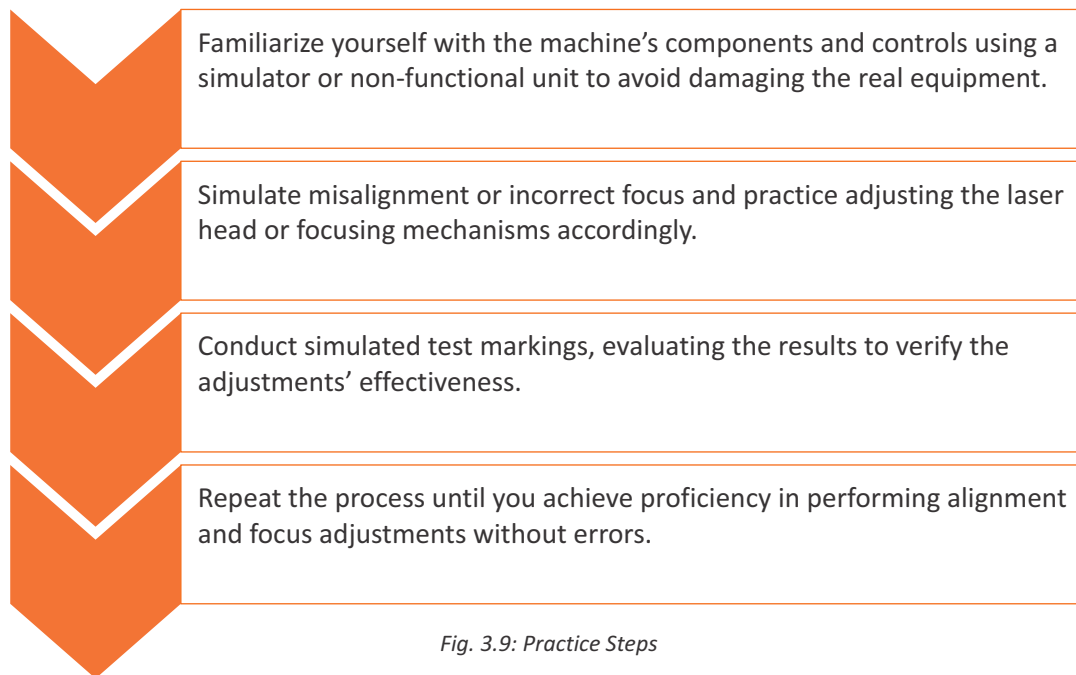 Familiarize yourself with the machine’s components and controls using a
simulator or non-functional unit to avoid damaging the real equipment.
Simulate misalignment or incorrect focus and practice adjusting the laser
head or focusing mechanisms accordingly.
Conduct simulated test markings, evaluating the results to verify the
adjustments’ effectiveness.
Repeat the process until you achieve proficiency in performing alignment
and focus adjustments without errors.
Fig. 3.9: Practice Steps